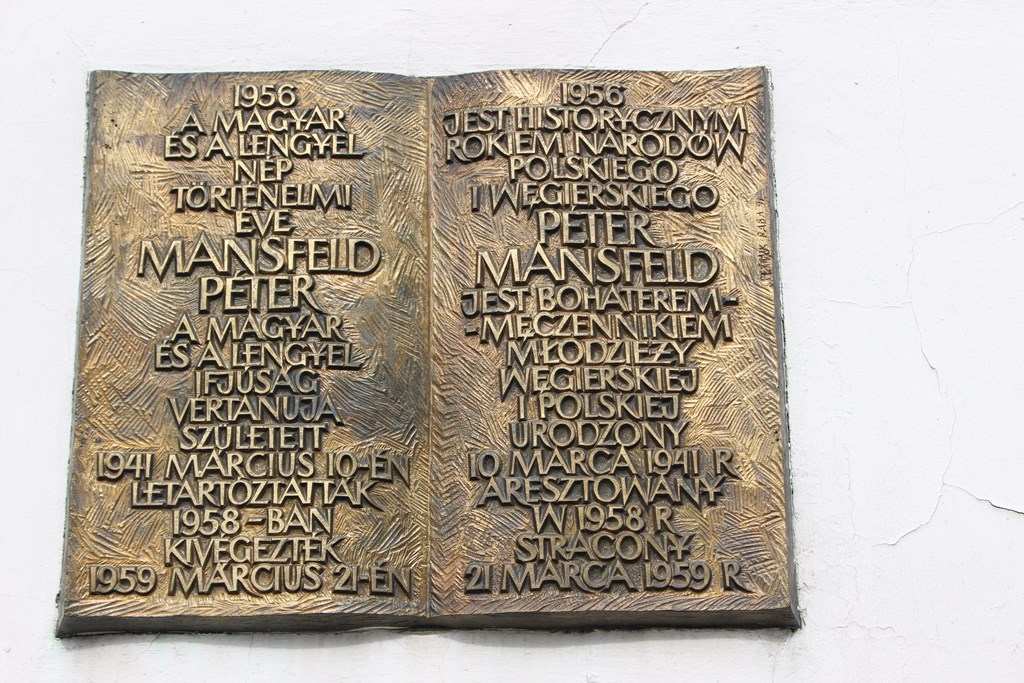 1956
A MAGYAR
ÉS A LENGYEL
NÉP
TÖRTÉNELMI
ÉVE
MANSFELD
PÉTER
A MAGYAR
ÉS A LENGYEL
IFJÚSÁG
VÉRTANÚJA
SZÜLETETT
1941 MÁRCIUS 10-ÉN
LETARTÓZTATTÁK
1958-BAN
KIVÉGEZTÉK
1959 MÁRCIUS 21-ÉN
1956
JEST HISTORYCZNYM
ROKIEM NARODÓW
POLSKIEGO
I WĘGIERSKIEGO
PÉTER
MANSFELD
JEST BOHATEREM-
-MĘCZENNIKIEM
MŁODZIEŻY
WĘGIERSKIEJ
I POLSKIEJ
URODZONY
10 MARCA 1941 R
ARESZTOWANY
W 1958 R
STRACONY
21 MARCA 1959 R